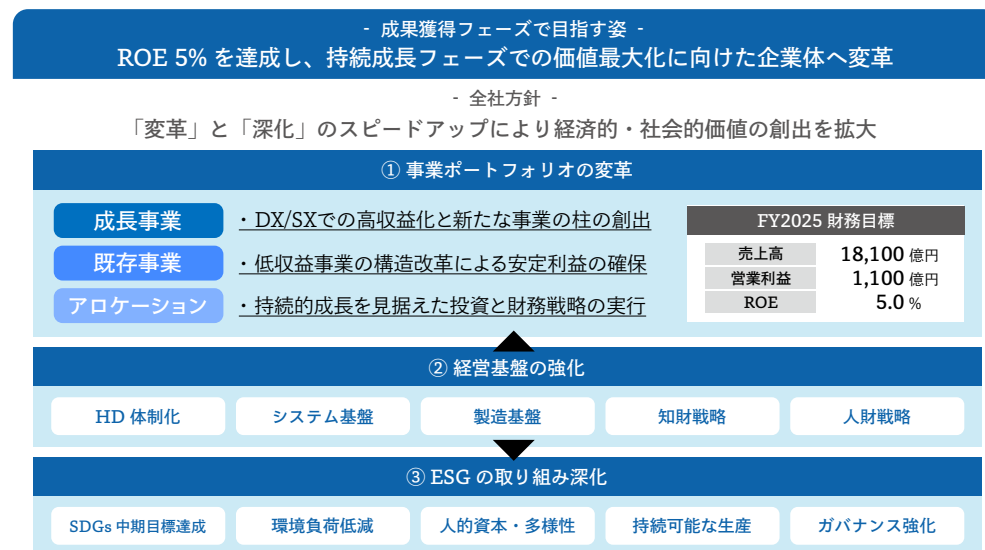 - 成果獲得フェーズで目指す姿 -
ROE 5% を達成し、持続成長フェーズでの価値最大化に向けた企業体へ変革
- 全社方針 -
「変革」と「深化」のスピードアップにより経済的・社会的価値の創出を拡大
① 事業ポートフォリオの変革
成長事業
・DX/SXでの高収益化と新たな事業の柱の創出
既存事業
・低収益事業の構造改革による安定利益の確保
アロケーション
・持続的成長を見据えた投資と財務戦略の実行
FY2025 財務目標
売上高 18,100 億円
営業利益 1,100 億円
ROE 5.0 %
② 経営基盤の強化
HD 体制化
システム基盤
製造基盤
知財戦略
人財戦略
③ ESG の取り組み深化
SDGs 中期目標達成
環境負荷低減
人的資本・多様性
持続可能な生産
ガバナンス強化